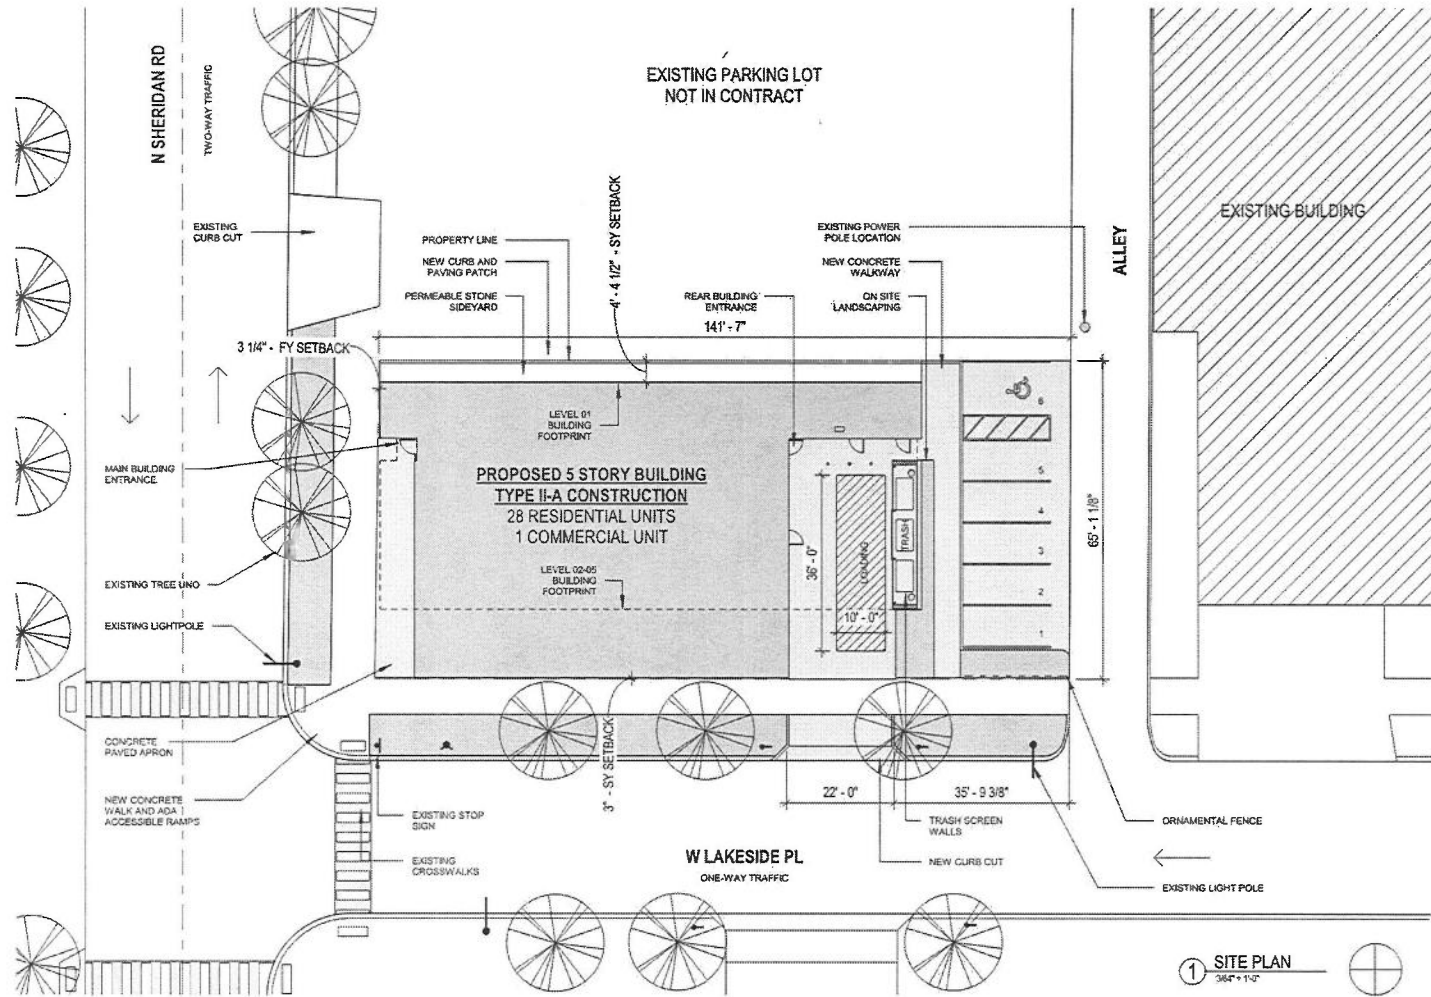 N SHERIDAN RD
TWO-WAY TRAFFIC
EXISTING PARKING LOT
NOT IN CONTRACT
EXISTING BUILDING
ALLEY
EXISTING
CURB CUT
PROPERTY LINE
NEW CURB AND
PAVING PATCH
PERMEABLE STONE
SIDEYARD
4' - 4 1/2" - SY SETBACK
EXISTING POWER
POLE LOCATION
NEW CONCRETE
WALKWAY
REAR BUILDING
ENTRANCE
ON SITE
LANDSCAPING
141' - 7"
3 1/4" - FY SETBACK
LEVEL 01
BUILDING
FOOTPRINT
MAIN BUILDING
ENTRANCE
PROPOSED 5 STORY BUILDING
TYPE II-A CONSTRUCTION
28 RESIDENTIAL UNITS
1 COMMERCIAL UNIT
LEVEL 02-05
BUILDING
FOOTPRINT
36' - 0"
LOADING
10' - 0"
TRASH
6
5
4
3
2
1
65' - 1 1/8"
EXISTING TREE UNO
EXISTING LIGHTPOLE
CONCRETE
PAVED APRON
NEW CONCRETE
WALK AND ADA
ACCESSIBLE RAMPS
3" - SY SETBACK
EXISTING STOP
SIGN
EXISTING
CROSSWALKS
22' - 0"
35' - 9 3/8"
TRASH SCREEN
WALLS
NEW CURB CUT
ORNAMENTAL FENCE
EXISTING LIGHT POLE
W LAKESIDE PL
ONE-WAY TRAFFIC
1
SITE PLAN
3/64" = 1'-0"